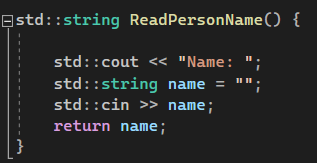 std::string ReadPersonName() {
std::cout << "Name: ";
std::string name = "";
std::cin >> name;
return name;
}